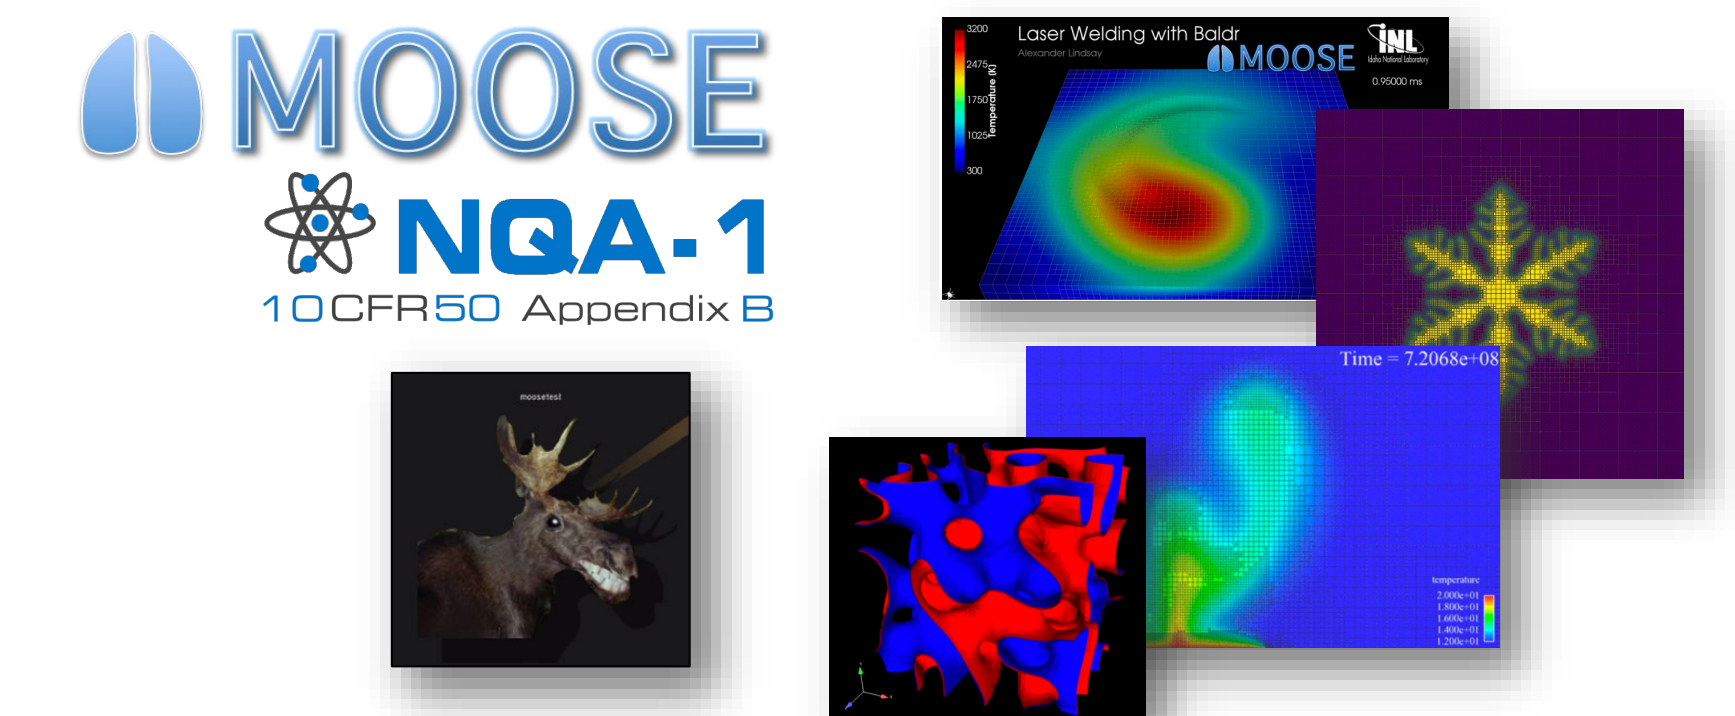 MOOSE
NQA-1
10CFR50 Appendix B
moosetest
Laser Welding with Baldr
Alexander Lindsay
MOOSE
INL
Idaho National Laboratory
0.95000 ms
3200
2475
1750
1025
300
Temperature (K)
Time = 7.2068e+08
temperature
2.000e+01
1.800e+01
1.600e+01
1.400e+01
1.200e+01